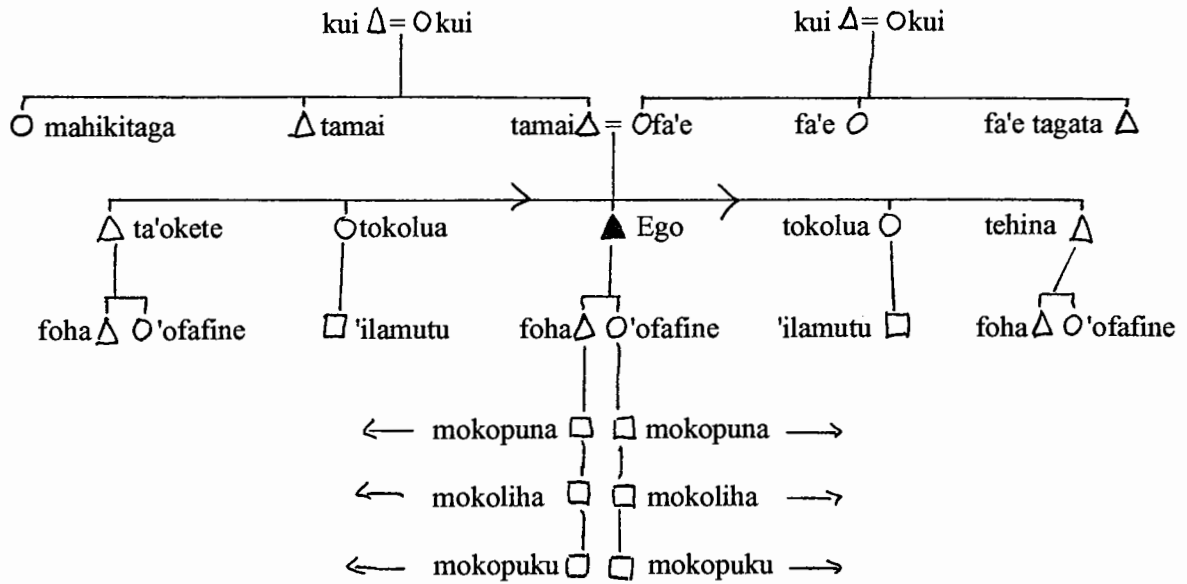 kui = kui kui = kui
mahikitaga tamai tamai = fa'e fa'e fa'e tagata
ta'okete tokolua Ego tokolua tehina
foha 'ofafine 'ilamutu foha 'ofafine 'ilamutu foha 'ofafine
mokopuna mokopuna
mokoliha mokoliha
mokopuku mokopuku